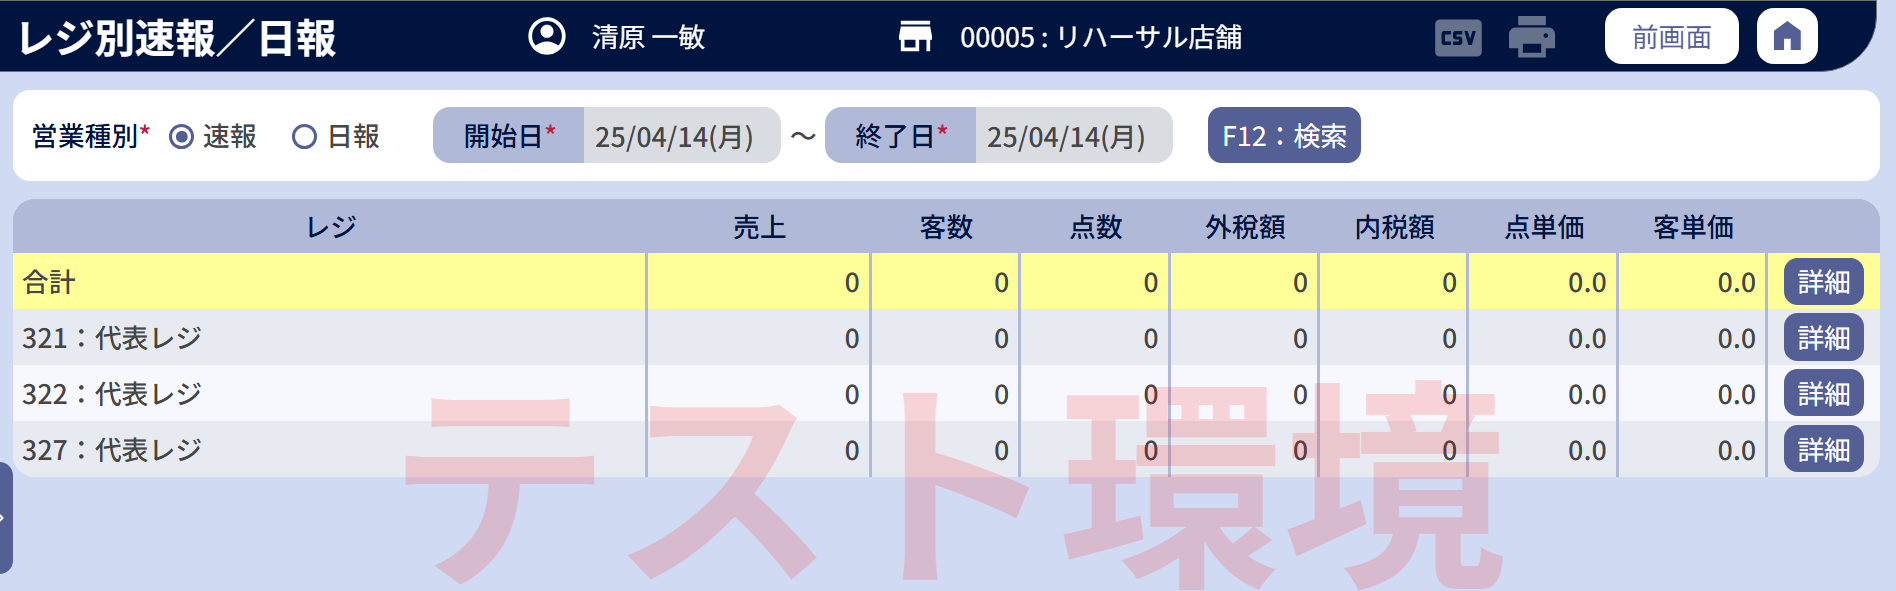 レジ別速報／日報 清原 一敏 00005 : リハーサル店舗 CSV 前画面
営業種別* 速報 日報 開始日* 25/04/14(月) ～ 終了日* 25/04/14(月) F12：検索
レジ 売上 客数 点数 外税額 内税額 点単価 客単価
合計 0 0 0 0 0 0.0 0.0 詳細
321：代表レジ 0 0 0 0 0 0.0 0.0 詳細
322：代表レジ 0 0 0 0 0 0.0 0.0 詳細
327：代表レジ 0 0 0 0 0 0.0 0.0 詳細
テスト環境